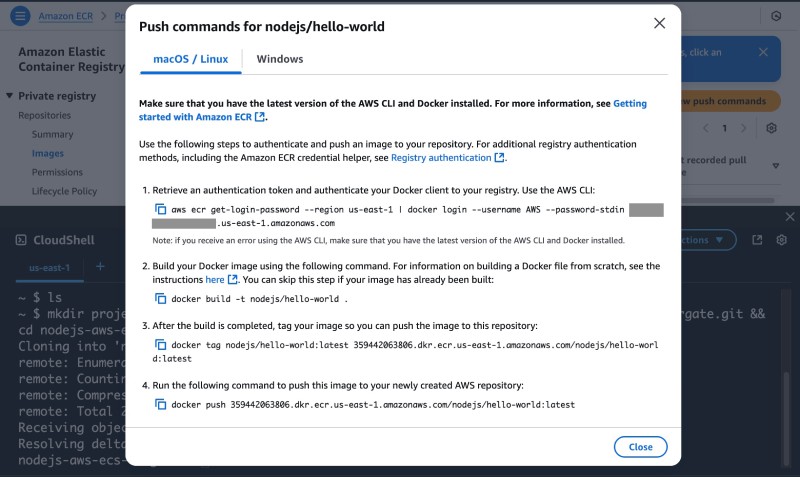 Amazon ECR
Push commands for nodejs/hello-world
macOS / Linux
Windows
Amazon Elastic
Container Registry
Private registry
Repositories
Summary
Images
Permissions
Lifecycle Policy
s, click an
push commands
1
recorded pull
Make sure that you have the latest version of the AWS CLI and Docker installed. For more information, see Getting
started with Amazon ECR.
Use the following steps to authenticate and push an image to your repository. For additional registry authentication
methods, including the Amazon ECR credential helper, see Registry authentication.
1. Retrieve an authentication token and authenticate your Docker client to your registry. Use the AWS CLI:
aws ecr get-login-password --region us-east-1 | docker login --username AWS --password-stdin
.us-east-1.amazonaws.com
Note: if you receive an error using the AWS CLI, make sure that you have the latest version of the AWS CLI and Docker installed.
2. Build your Docker image using the following command. For information on building a Docker file from scratch, see the
instructions here. You can skip this step if your image has already been built:
docker build -t nodejs/hello-world .
3. After the build is completed, tag your image so you can push the image to this repository:
docker tag nodejs/hello-world:latest 359442063806.dkr.ecr.us-east-1.amazonaws.com/nodejs/hello-worl
d:latest
4. Run the following command to push this image to your newly created AWS repository:
docker push 359442063806.dkr.ecr.us-east-1.amazonaws.com/nodejs/hello-world:latest
Close
CloudShell
us-east-1
~ $ ls
~ $ mkdir proje
rgate.git &&
cd nodejs-aws-e
Cloning into 'n
remote: Enumera
remote: Countin
remote: Compres
remote: Total 2
Receiving objec
Resolving delta
nodejs-aws-ecs-